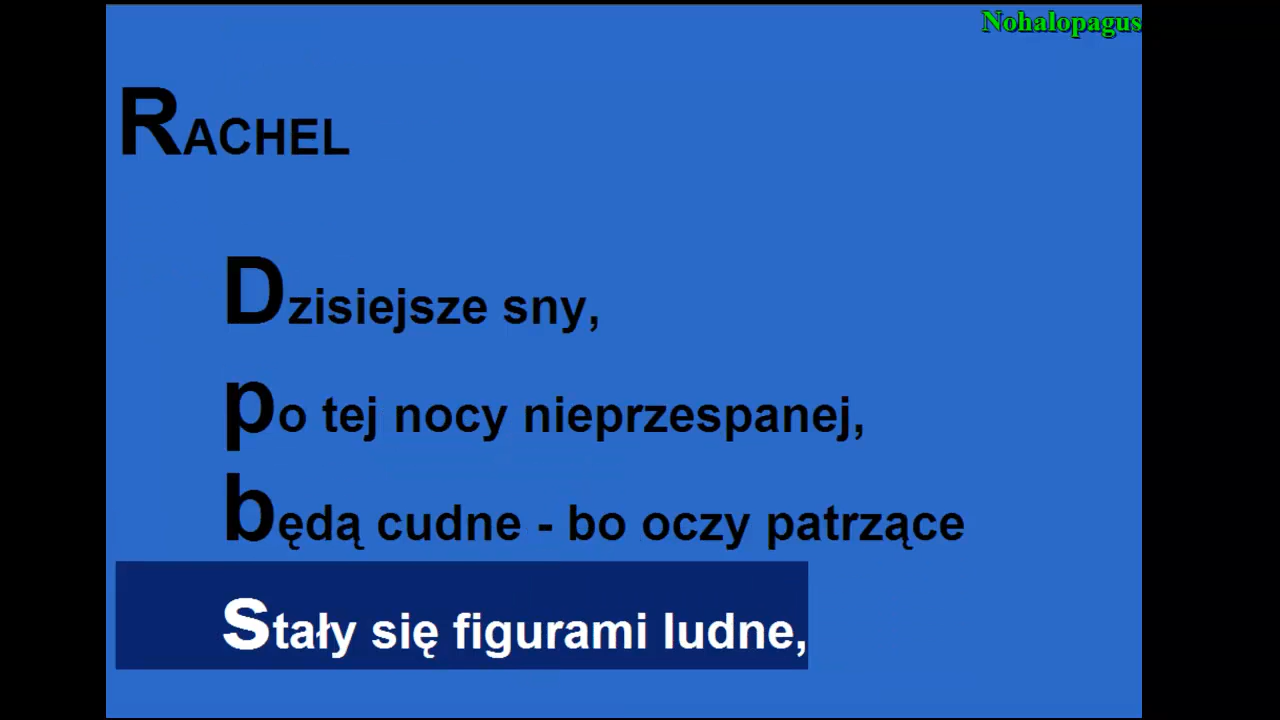 Nohalopagus
RACHEL
Dzisiejsze sny,
po tej nocy nieprzespanej,
będą cudne - bo oczy patrzące
stały się figurami ludne,